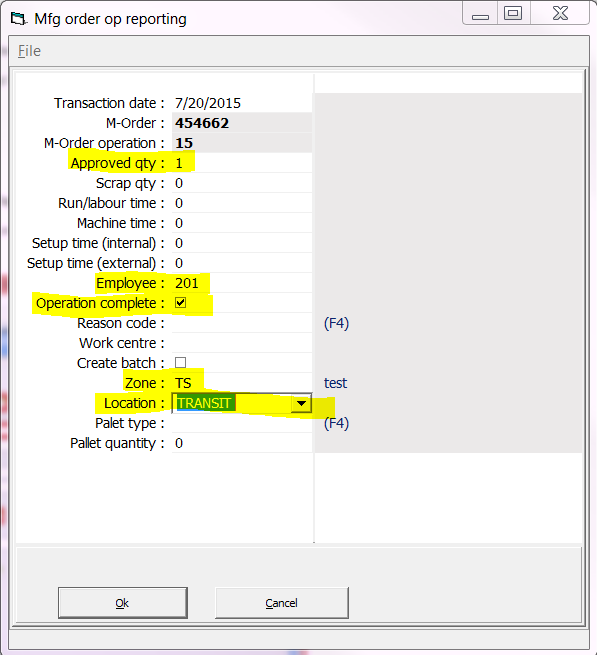 Mfg order op reporting
File
Transaction date : 7/20/2015
M-Order : 454662
M-Order operation : 15
Approved qty : 1
Scrap qty : 0
Run/labour time : 0
Machine time : 0
Setup time (internal) : 0
Setup time (external) : 0
Employee : 201
Operation complete :
Reason code : (F4)
Work centre :
Create batch :
Zone : TS test
Location : TRANSIT
Palet type : (F4)
Pallet quantity : 0
Ok Cancel